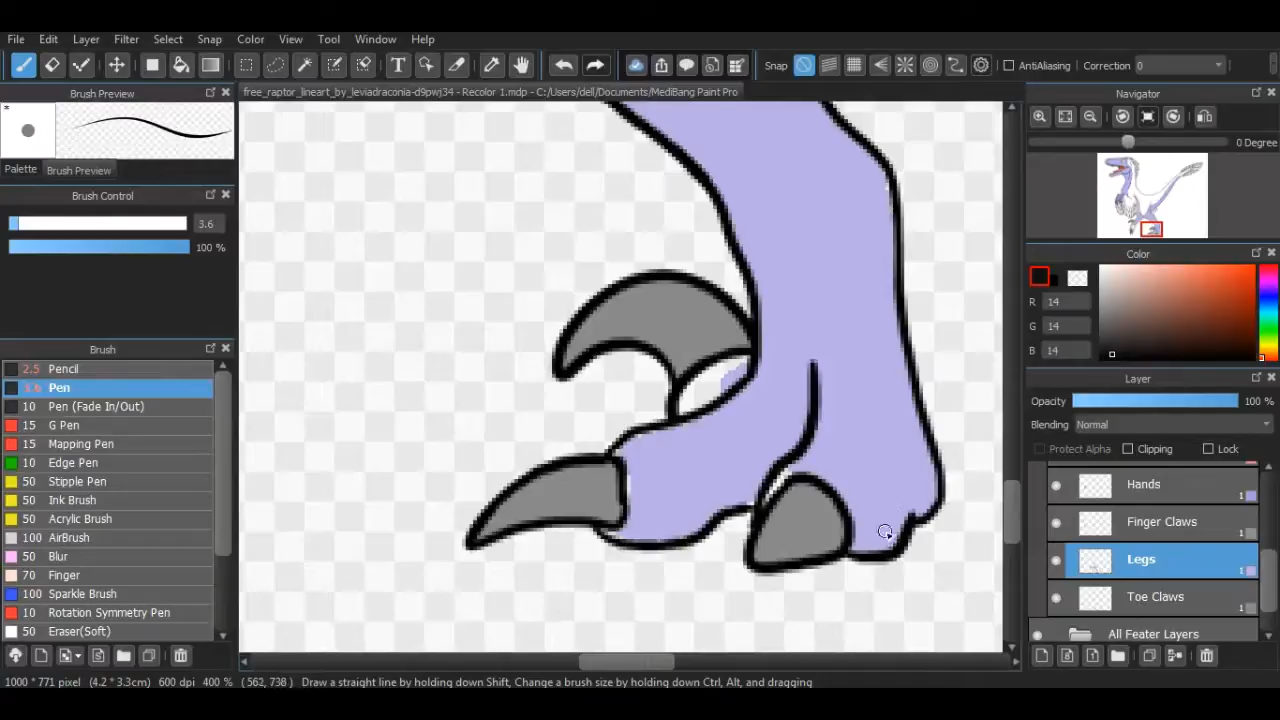 File Edit Layer Filter Select Snap Color View Tool Window Help
T Snap AntiAliasing Correction 0
Brush Preview
free_raptor_lineart_by_leviadraconia-d9pwj34 - Recolor 1.mdp - C:/Users/dell/Documents/MediBang Paint Pro
Navigator
*
Palette Brush Preview
0 Degree
Brush Control
3.6
100 %
Color
R 14
G 14
B 14
Brush
2.5 Pencil
3.6 Pen
10 Pen (Fade In/Out)
15 G Pen
15 Mapping Pen
10 Edge Pen
50 Stipple Pen
50 Ink Brush
50 Acrylic Brush
100 AirBrush
50 Blur
70 Finger
100 Sparkle Brush
10 Rotation Symmetry Pen
50 Eraser(Soft)
Layer
Opacity 100 %
Blending Normal
Protect Alpha Clipping Lock
Hands 1
Finger Claws 1
Legs 1
Toe Claws 1
All Feater Layers
8 1
1000 * 771 pixel (4.2 * 3.3cm) 600 dpi 400 % ( 562, 738 ) Draw a straight line by holding down Shift, Change a brush size by holding down Ctrl, Alt, and dragging